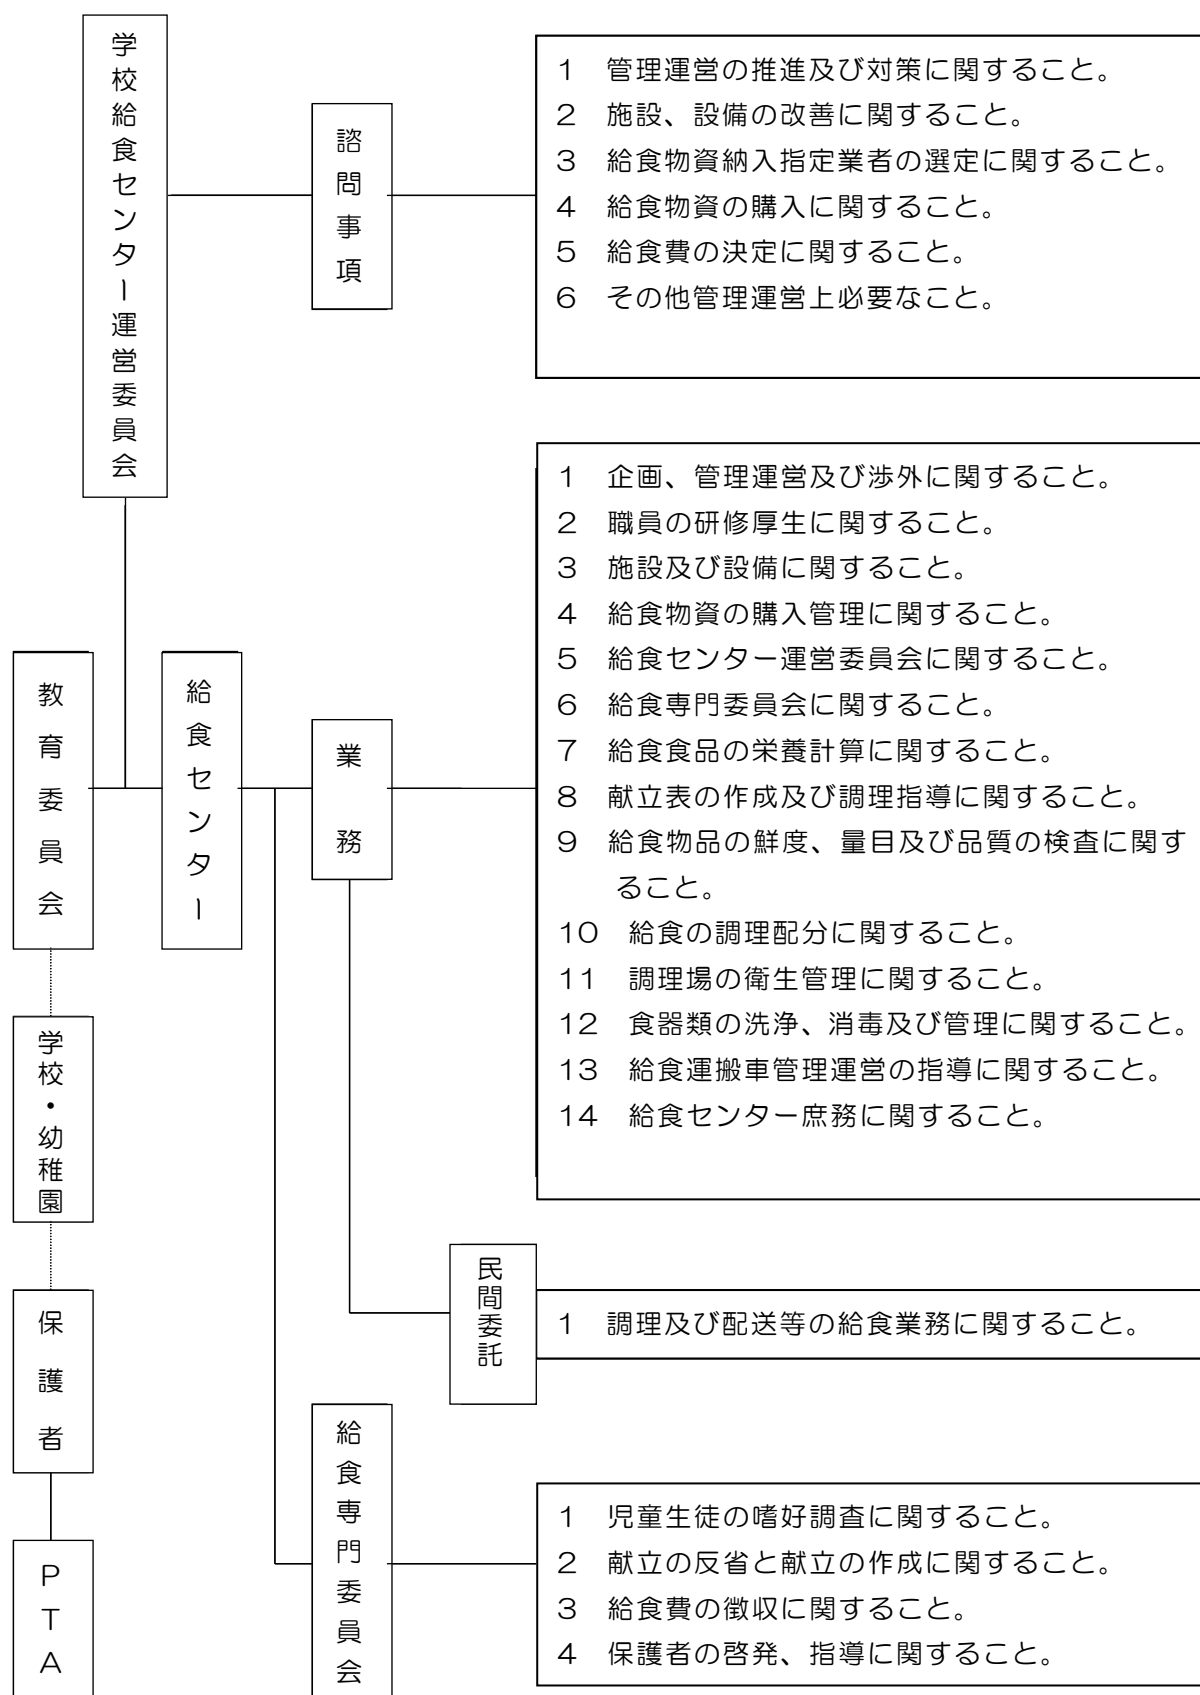 学校給食センター運営委員会
諮問事項
1 管理運営の推進及び対策に関すること。
2 施設、設備の改善に関すること。
3 給食物資納入指定業者の選定に関すること。
4 給食物資の購入に関すること。
5 給食費の決定に関すること。
6 その他管理運営上必要なこと。
教育委員会
給食センター
業務
1 企画、管理運営及び渉外に関すること。
2 職員の研修厚生に関すること。
3 施設及び設備に関すること。
4 給食物資の購入管理に関すること。
5 給食センター運営委員会に関すること。
6 給食専門委員会に関すること。
7 給食食品の栄養計算に関すること。
8 献立表の作成及び調理指導に関すること。
9 給食物品の鮮度、量目及び品質の検査に関す
ること。
10 給食の調理配分に関すること。
11 調理場の衛生管理に関すること。
12 食器類の洗浄、消毒及び管理に関すること。
13 給食運搬車管理運営の指導に関すること。
14 給食センター庶務に関すること。
学校・幼稚園
民間委託
1 調理及び配送等の給食業務に関すること。
保護者
給食専門委員会
1 児童生徒の嗜好調査に関すること。
2 献立の反省と献立の作成に関すること。
3 給食費の徴収に関すること。
4 保護者の啓発、指導に関すること。
PTA